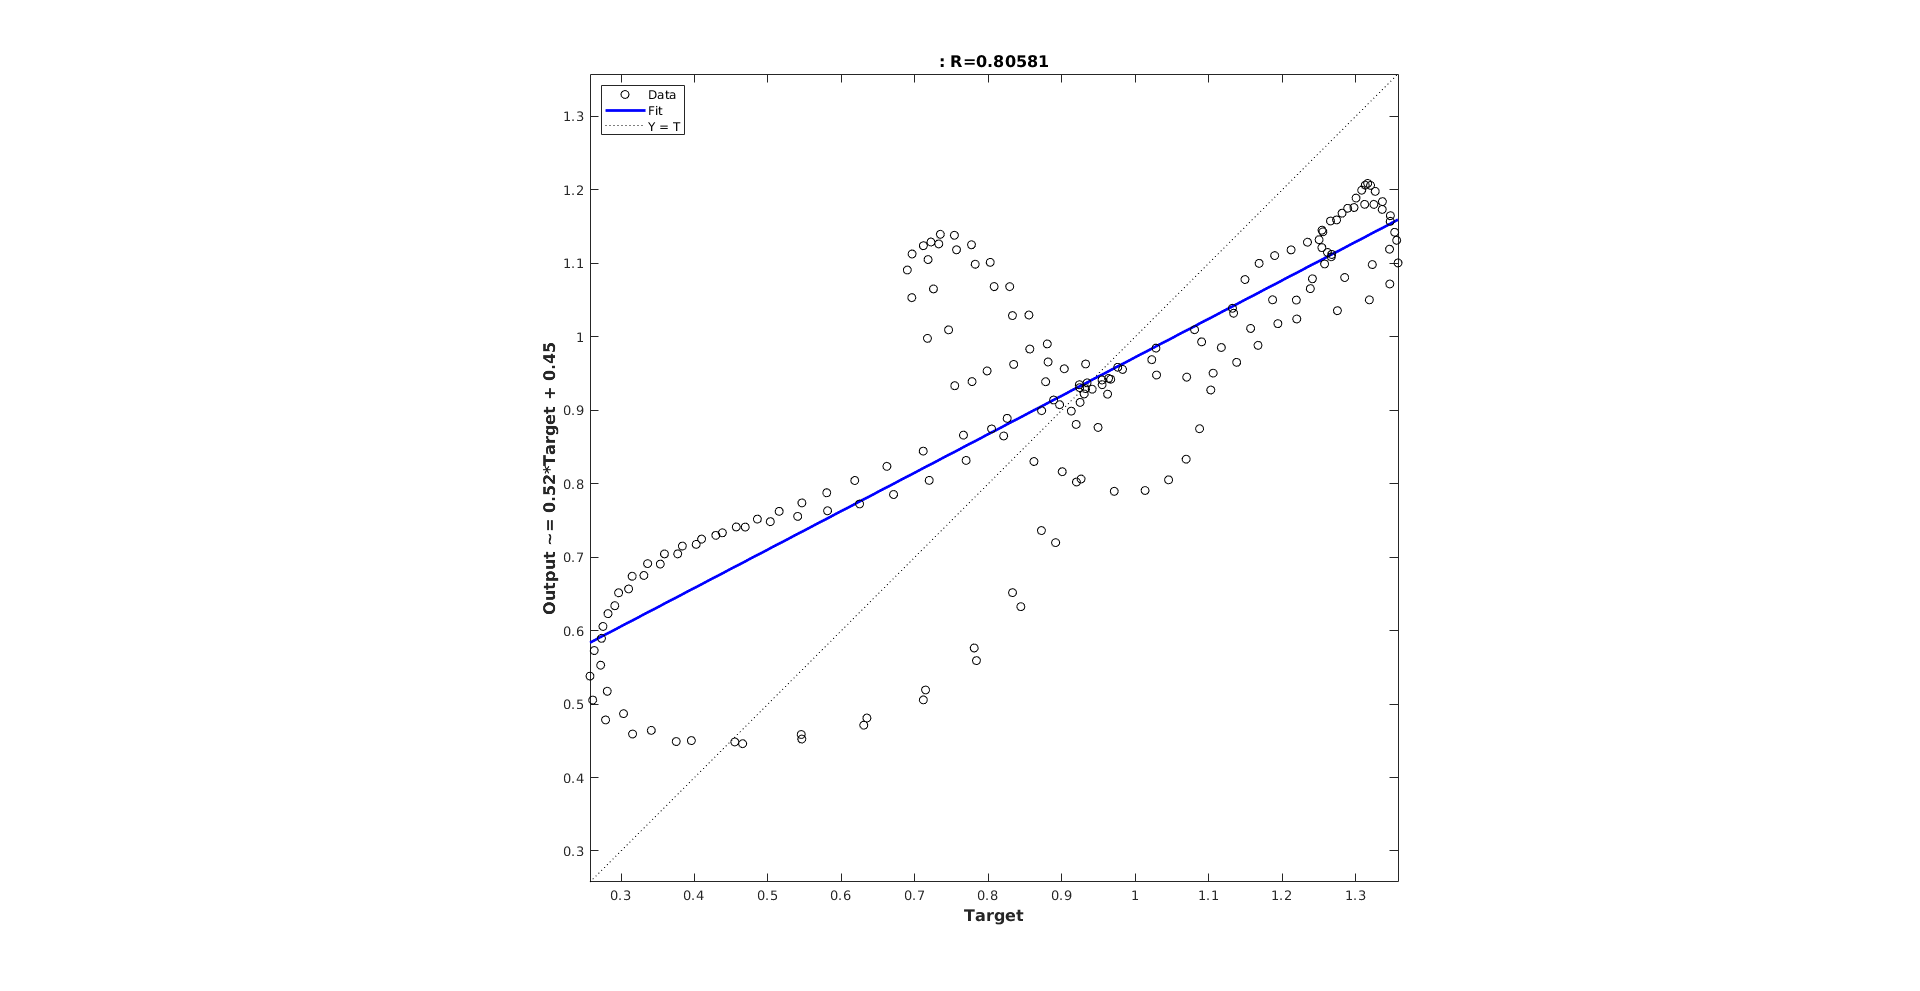 : R=0.80581
Data
Fit
Y = T
1.3
1.2
1.1
1
0.9
0.8
0.7
0.6
0.5
0.4
0.3
Output ~= 0.52*Target + 0.45
0.3 0.4 0.5 0.6 0.7 0.8 0.9 1 1.1 1.2 1.3
Target